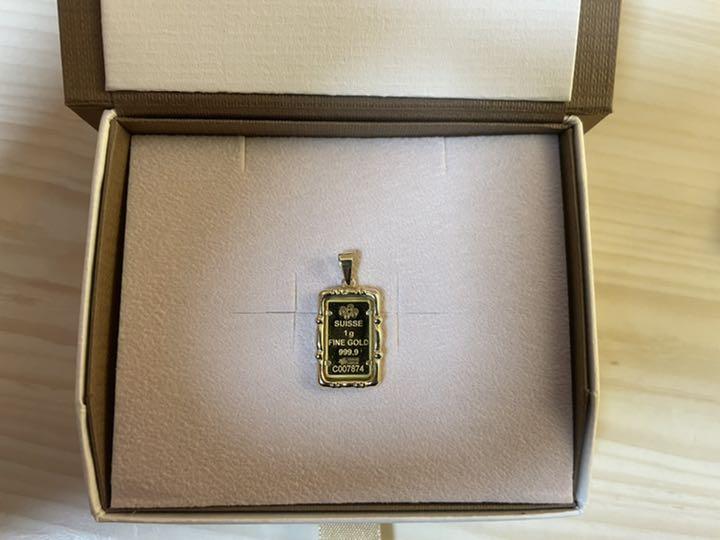 SUISSE
1g
FINE GOLD
999.9
C007874